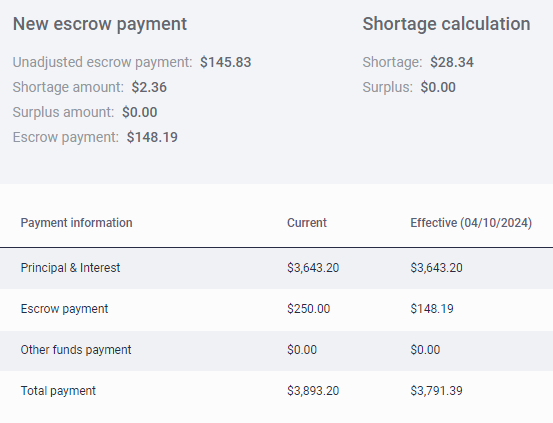 New escrow payment
Unadjusted escrow payment: $145.83
Shortage amount: $2.36
Surplus amount: $0.00
Escrow payment: $148.19
Shortage calculation
Shortage: $28.34
Surplus: $0.00
Payment information Current Effective (04/10/2024)
Principal & Interest $3,643.20 $3,643.20
Escrow payment $250.00 $148.19
Other funds payment $0.00 $0.00
Total payment $3,893.20 $3,791.39